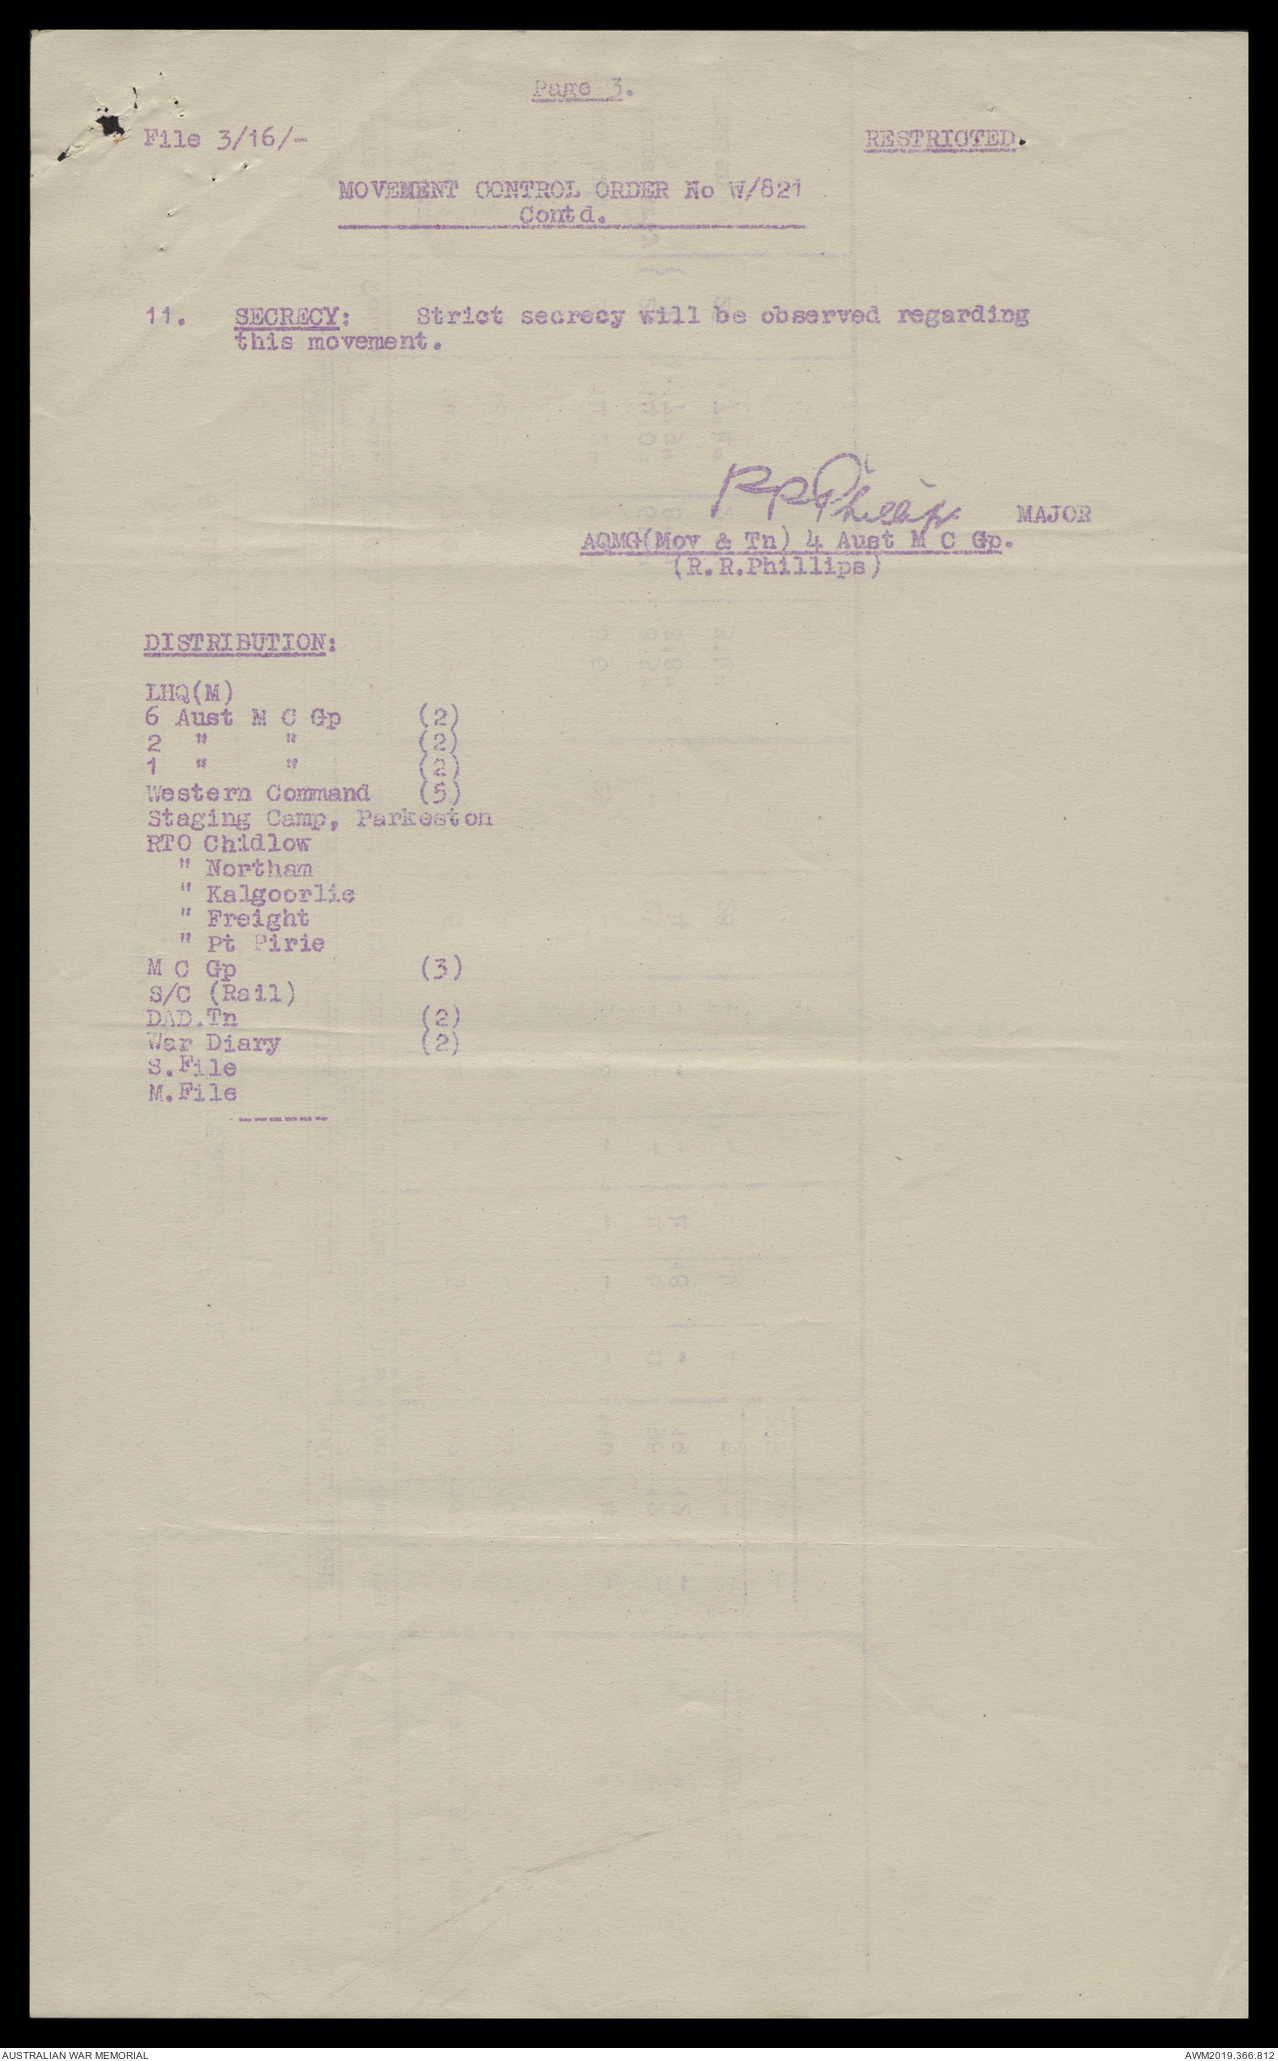 Page 3.
File 3/16/-
RESTRICTED.
MOVEMENT CONTROL ORDER No W/821
Contd.
11. SECRECY: Strict secrecy will be observed regarding
this movement.
RRPhillips MAJOR
AQMG(Mov & Tn) 4 Aust M C Gp.
(R.R.Phillips)
DISTRIBUTION:
LHQ(M)
6 Aust M C Gp (2)
2 " " (2)
1 " " (2)
Western Command (5)
Staging Camp, Parkeston
RTO Chidlow
" Northam
" Kalgoorlie
" Freight
" Pt Pirie
M C Gp (3)
S/C (Rail)
DAD.Tn (2)
War Diary (2)
S.File
M.File
------
AUSTRALIAN WAR MEMORIAL
AWM2019.366.812